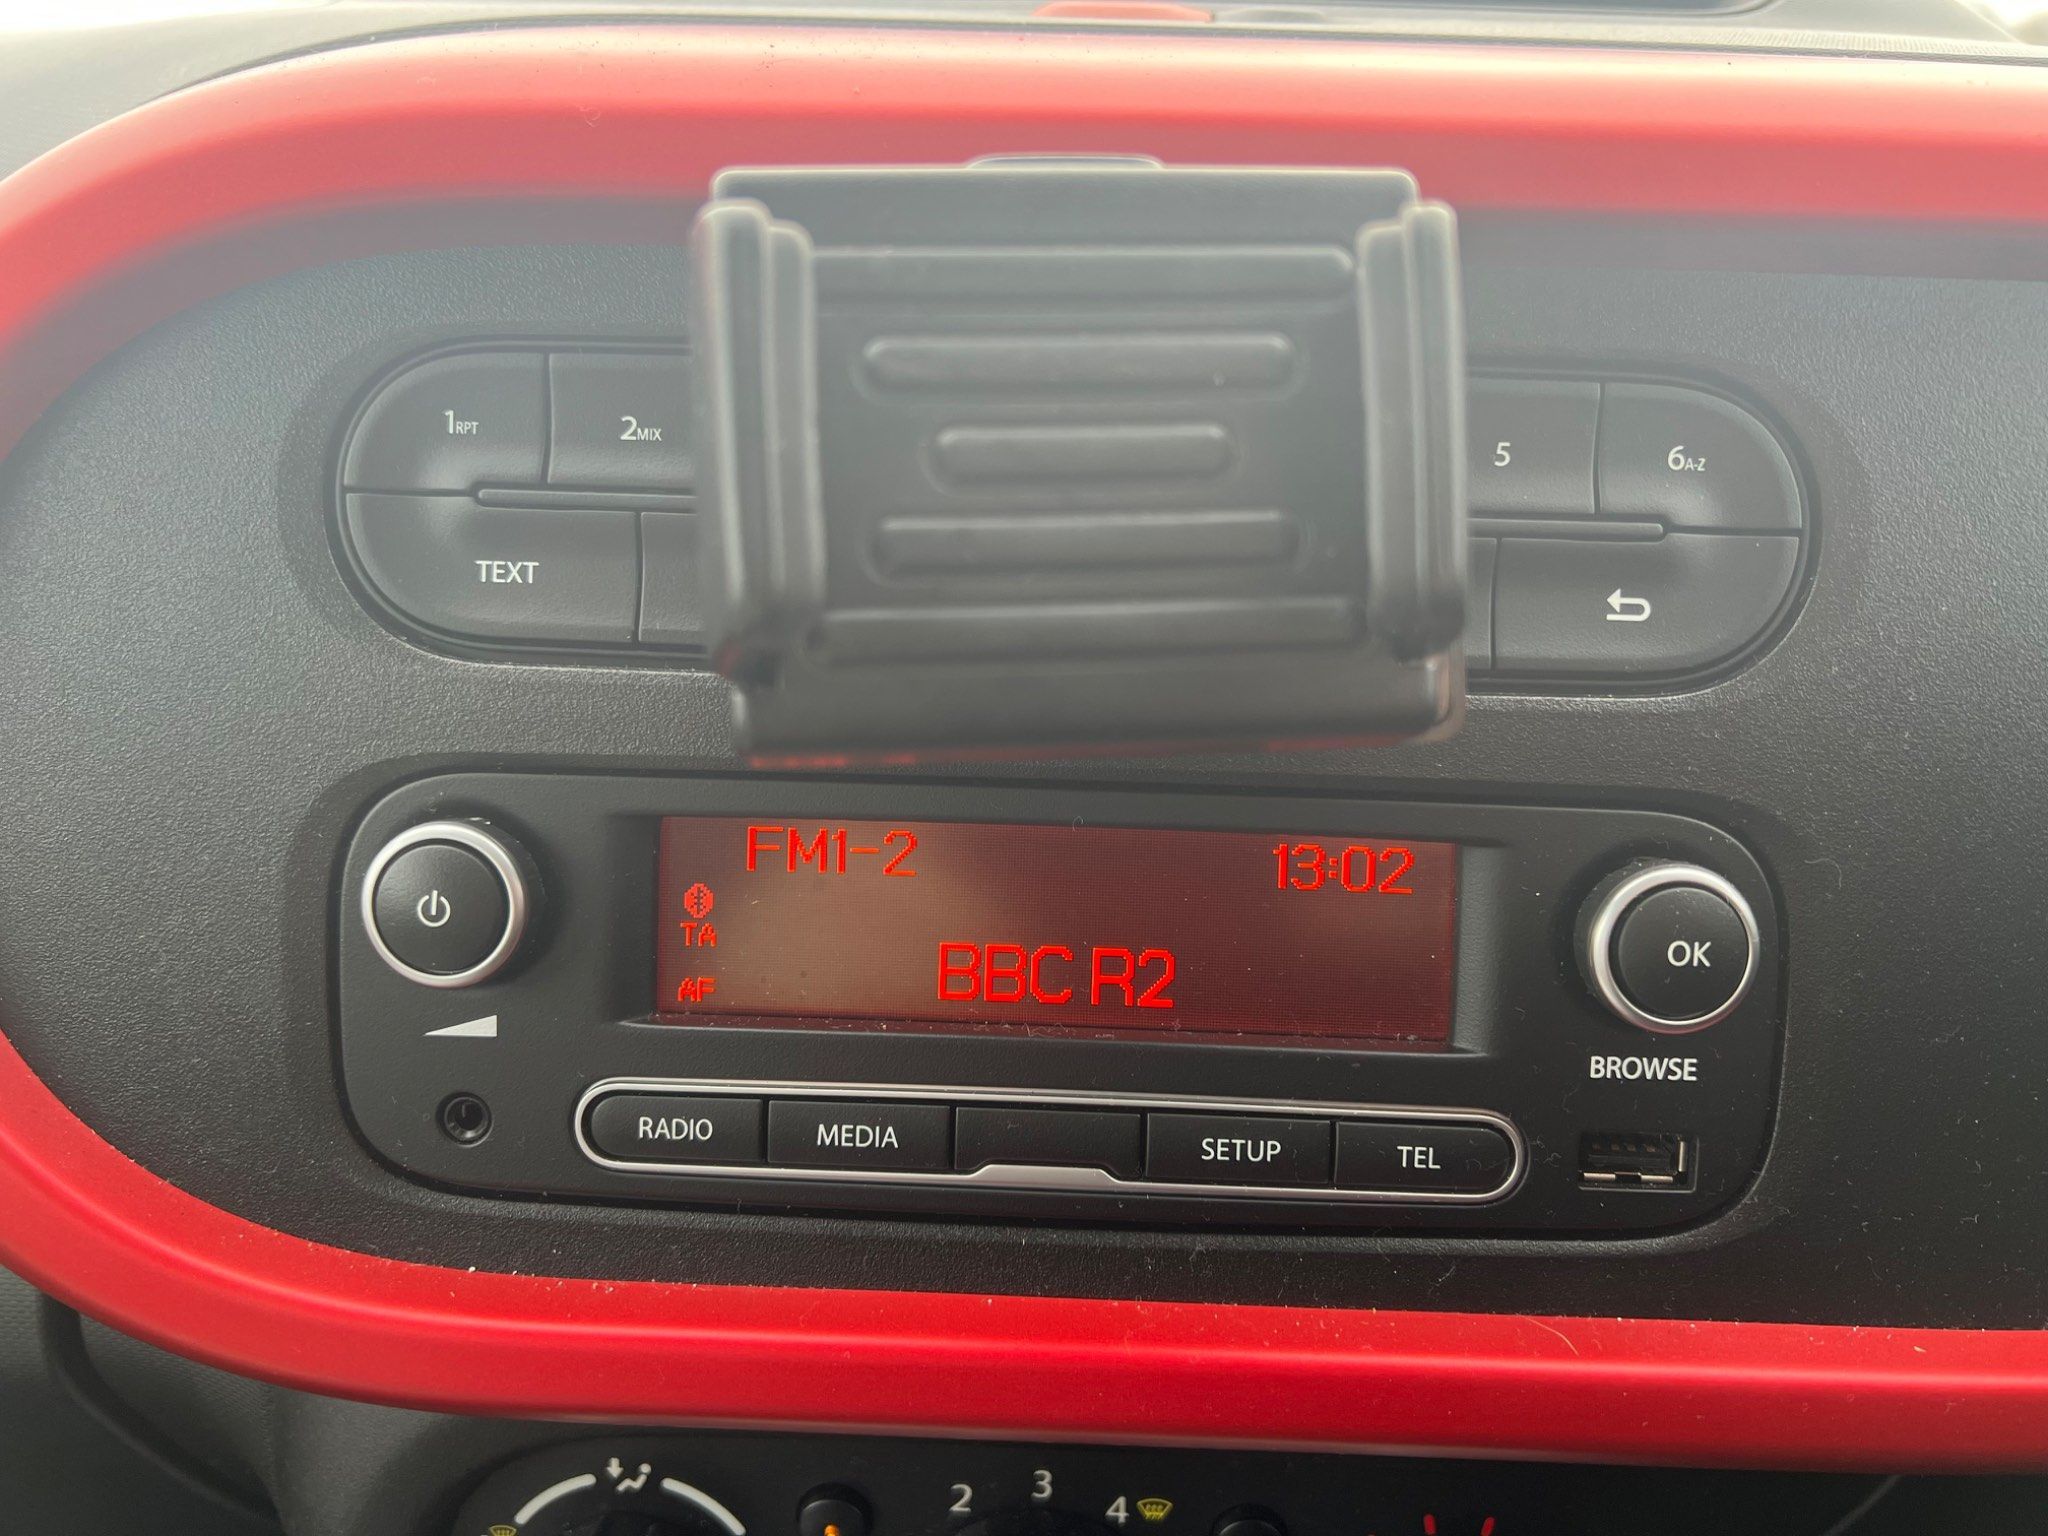 1RPT 2MIX 5 6A-Z
TEXT
FM1-2 13:02
TA
AF BBC R2
OK
BROWSE
RADIO MEDIA SETUP TEL
2 3 4